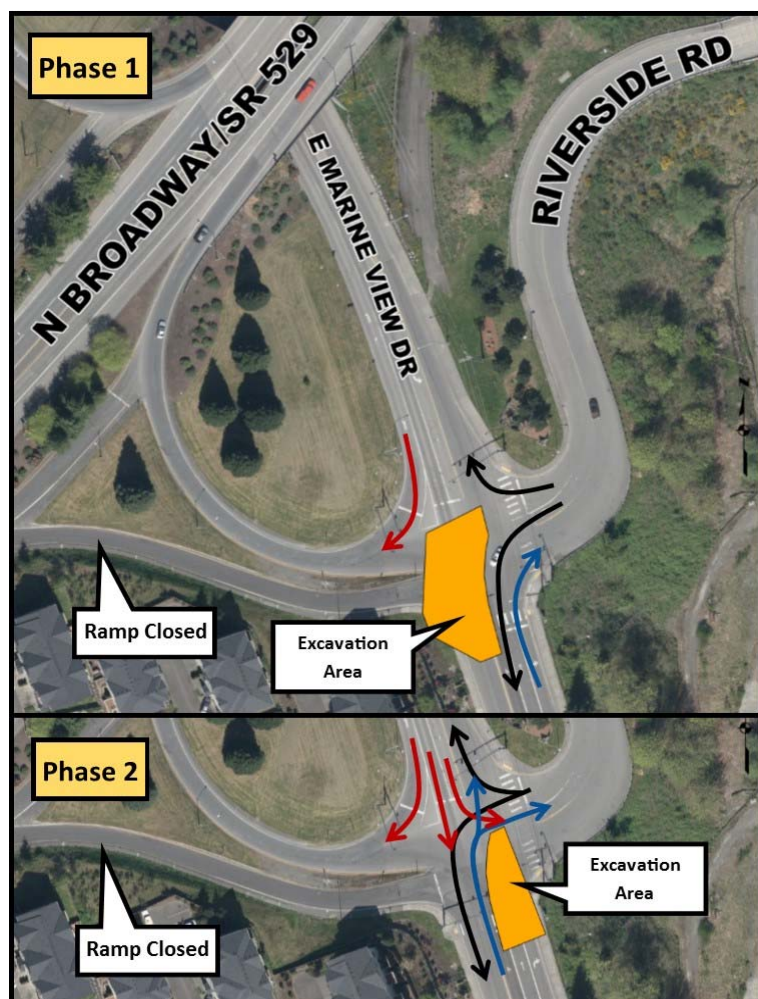 Phase 1
N BROADWAY/SR 529
E MARINE VIEW DR
RIVERSIDE RD
Ramp Closed
Excavation
Area
Phase 2
Ramp Closed
Excavation
Area